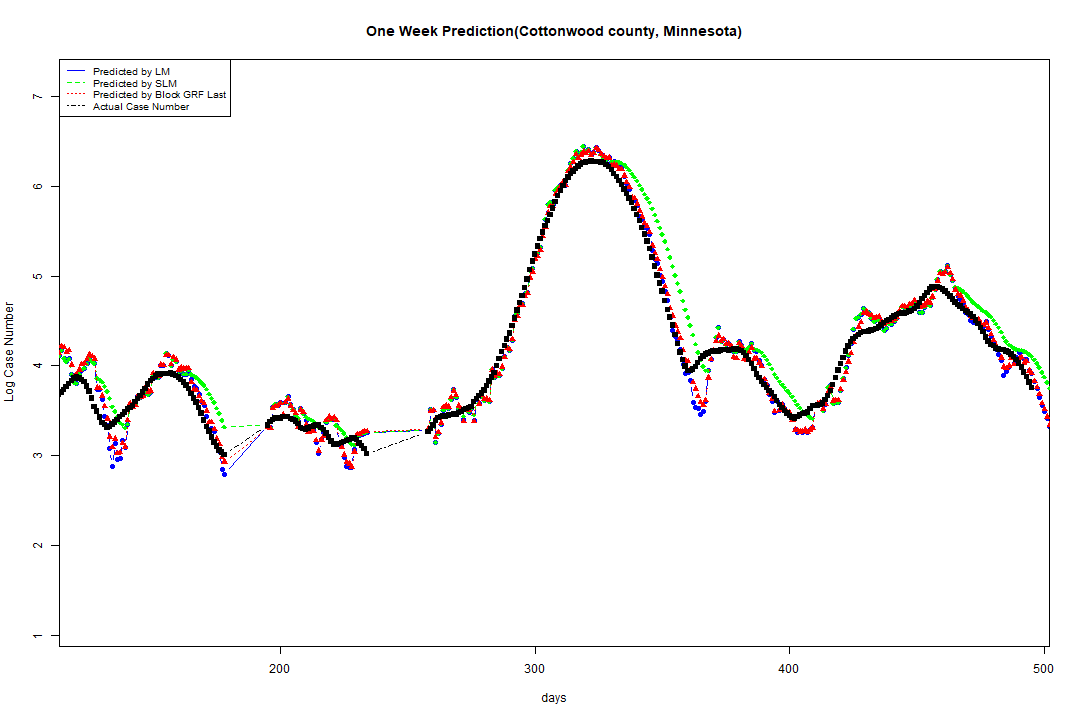 One Week Prediction(Cottonwood county, Minnesota)
Predicted by LM
Predicted by SLM
Predicted by Block GRF Last
Actual Case Number
Log Case Number
7
6
5
4
3
2
1
200
300
400
500
days